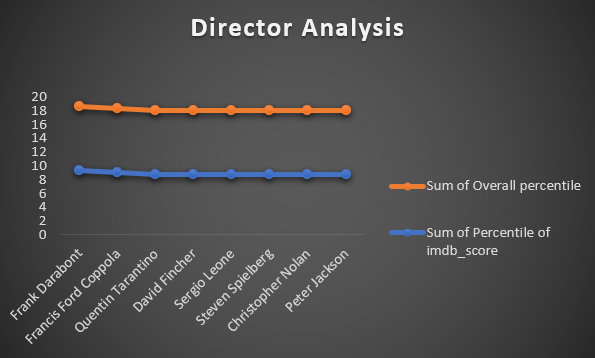 Director Analysis
20
18
16
14
12
10
8
6
4
2
0
Frank Darabont
Francis Ford Coppola
Quentin Tarantino
David Fincher
Sergio Leone
Steven Spielberg
Christopher Nolan
Peter Jackson
Sum of Overall percentile
Sum of Percentile of
imdb_score